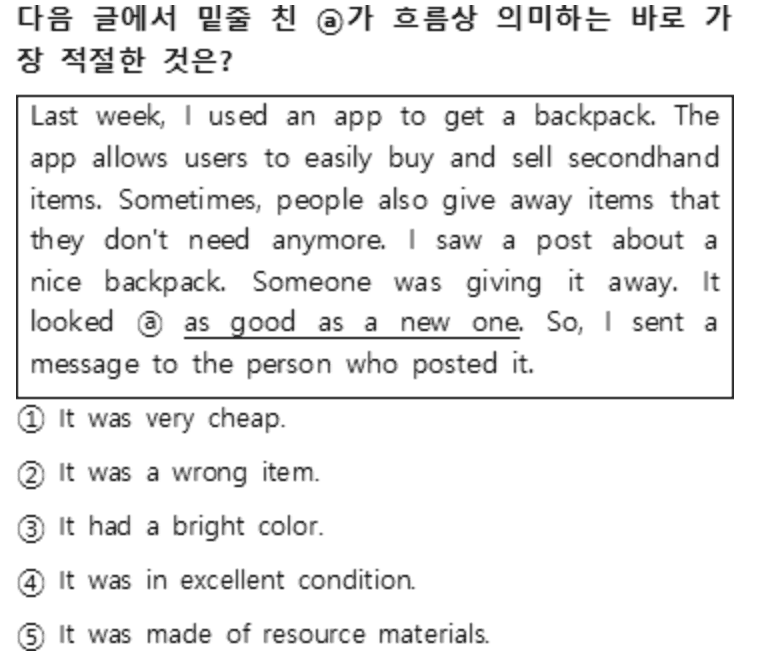 다음 글에서 밑줄 친 ⓐ가 흐름상 의미하는 바로 가
장 적절한 것은?
Last week, I used an app to get a backpack. The
app allows users to easily buy and sell secondhand
items. Sometimes, people also give away items that
they don't need anymore. I saw a post about a
nice backpack. Someone was giving it away. It
looked ⓐ as good as a new one. So, I sent a
message to the person who posted it.
① It was very cheap.
② It was a wrong item.
③ It had a bright color.
④ It was in excellent condition.
⑤ It was made of resource materials.